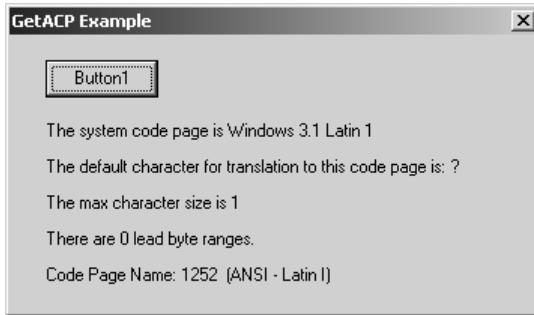 GetACP Example
Button1
The system code page is Windows 3.1 Latin 1
The default character for translation to this code page is: ?
The max character size is 1
There are 0 lead byte ranges.
Code Page Name: 1252 (ANSI - Latin I)